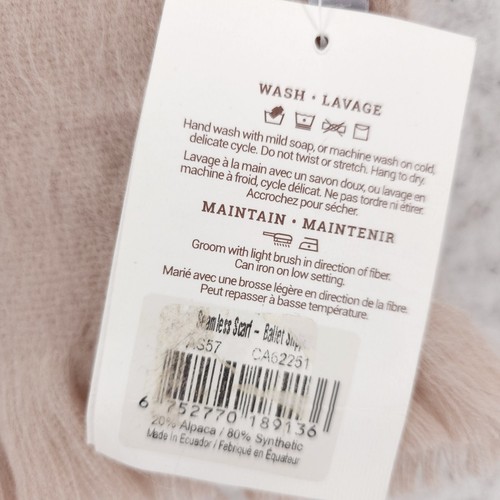 WASH • LAVAGE
Hand wash with mild soap, or machine wash on cold,
delicate cycle. Do not twist or stretch. Hang to dry.
Lavage à la main avec un savon doux, ou lavage en
machine à froid, cycle délicat. Ne pas tordre ni étirer.
Accrochez pour sécher.
MAINTAIN • MAINTENIR
Groom with light brush in direction of fiber.
Can iron on low setting.
Marié avec une brosse légère en direction de la fibre.
Peut repasser à basse température.
Seamless Scarf – Ballet
CA62251
6 752770 189136
20% Alpaca / 80% Synthetic
Made in Ecuador / Fabriqué en Équateur